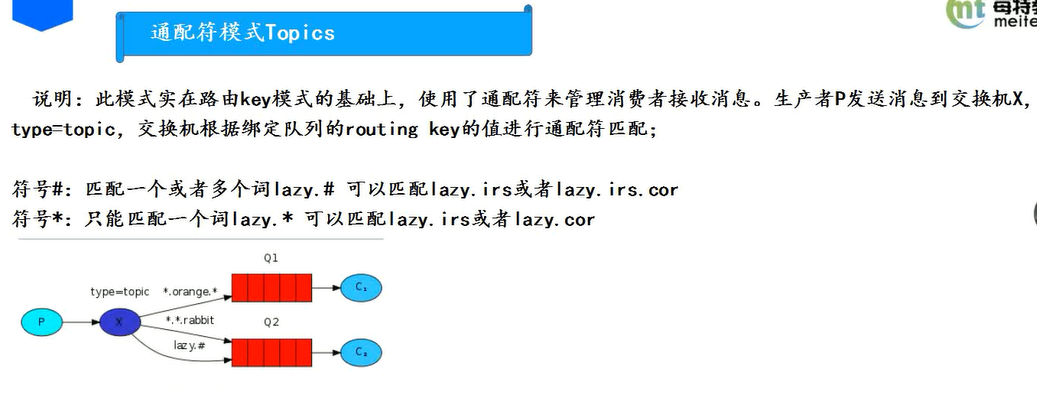 通配符模式Topics
mt 每特
meite
说明：此模式实在路由key模式的基础上，使用了通配符来管理消费者接收消息。生产者P发送消息到交换机X，
type=topic，交换机根据绑定队列的routing key的值进行通配符匹配；
符号#：匹配一个或者多个词lazy.# 可以匹配lazy.irs或者lazy.irs.cor
符号*：只能匹配一个词lazy.* 可以匹配lazy.irs或者lazy.cor
Q1
type=topic *.orange.*
C₁
P
X
*.*.rabbit
Q2
lazy.#
C₂